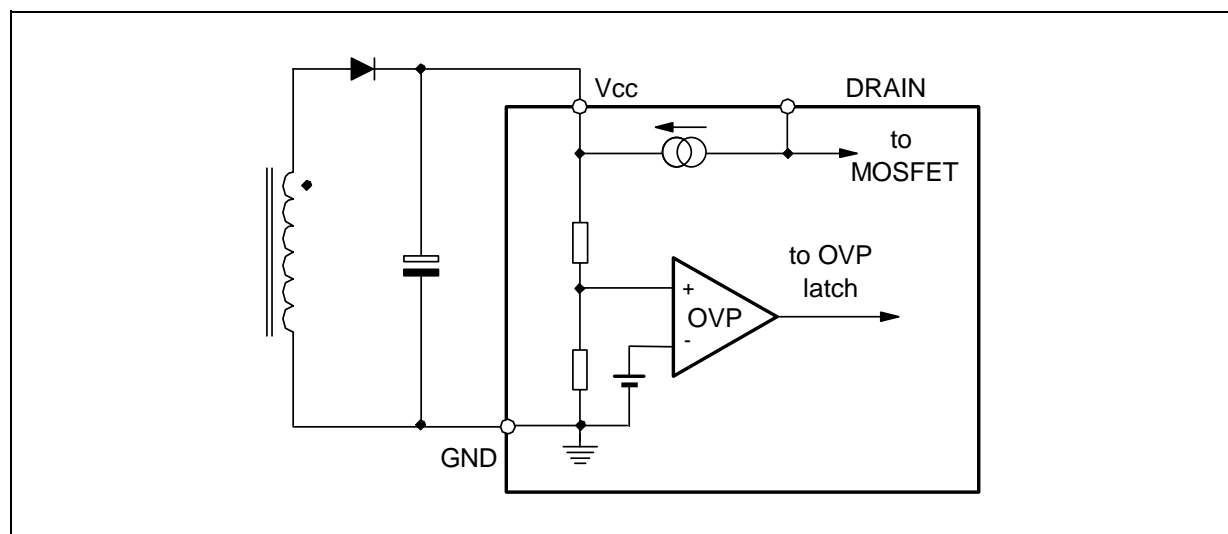 Vcc
DRAIN
to
MOSFET
to OVP
latch
+
OVP
-
GND